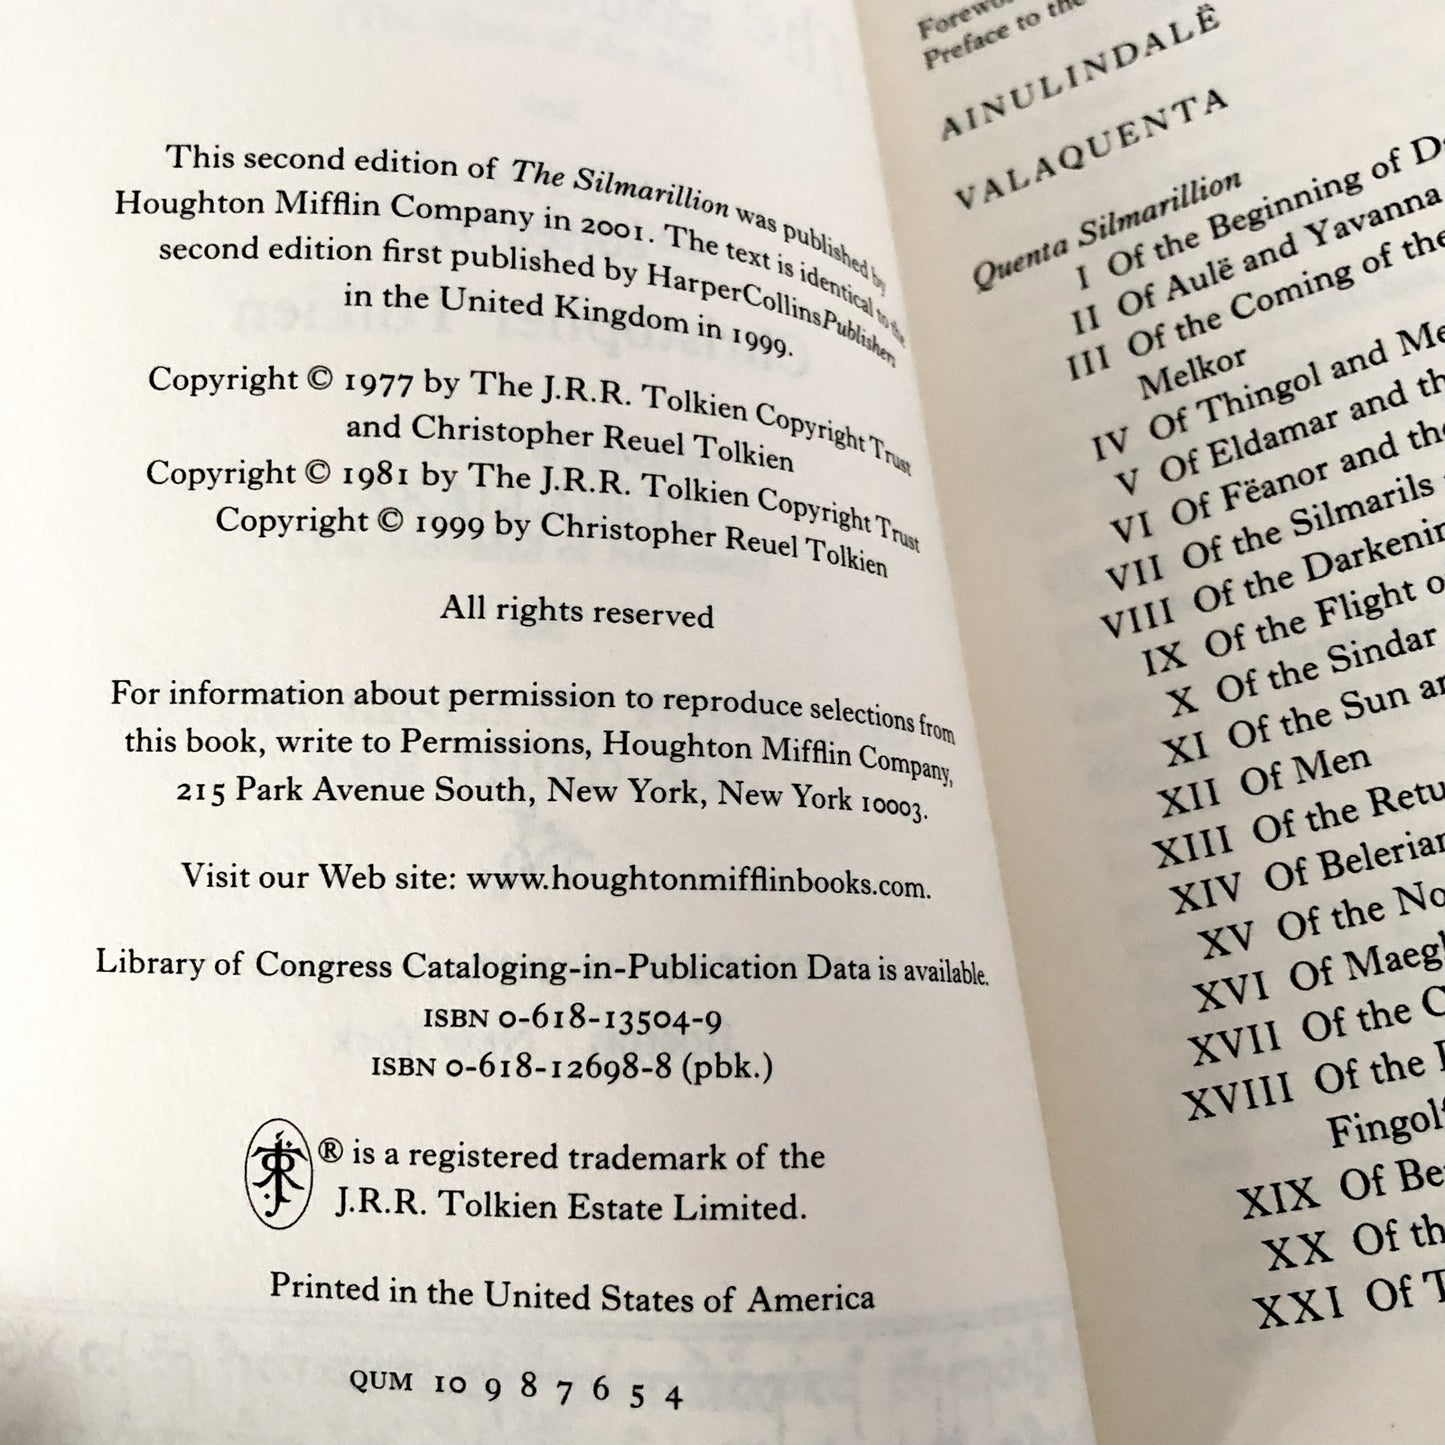 This second edition of The Silmarillion was published by
Houghton Mifflin Company in 2001. The text is identical to the
second edition first published by HarperCollinsPublishers
in the United Kingdom in 1999.
Copyright © 1977 by The J.R.R. Tolkien Copyright Trust
and Christopher Reuel Tolkien
Copyright © 1981 by The J.R.R. Tolkien Copyright Trust
Copyright © 1999 by Christopher Reuel Tolkien
All rights reserved
For information about permission to reproduce selections from
this book, write to Permissions, Houghton Mifflin Company,
215 Park Avenue South, New York, New York 10003.
Visit our Web site: www.houghtonmifflinbooks.com.
Library of Congress Cataloging-in-Publication Data is available.
ISBN 0-618-13504-9
ISBN 0-618-12698-8 (pbk.)
® is a registered trademark of the
J.R.R. Tolkien Estate Limited.
Printed in the United States of America
QUM 10 9 8 7 6 5 4
Preface to the
AINULINDALË
VALAQUENTA
Quenta Silmarillion
I Of the Beginning of
II Of Aulë and Yavanna
III Of the Coming of the
Melkor
IV Of Thingol and
V Of Eldamar and
VI Of Fëanor and
VII Of the Silmarils
VIII Of the
IX Of the Flight
X Of the Sindar
XI Of the Sun
XII Of Men
XIII Of the
XIV Of
XV Of the
XVI Of
XVII Of the
XVIII Of the
XIX Of
XX Of
XXI Of